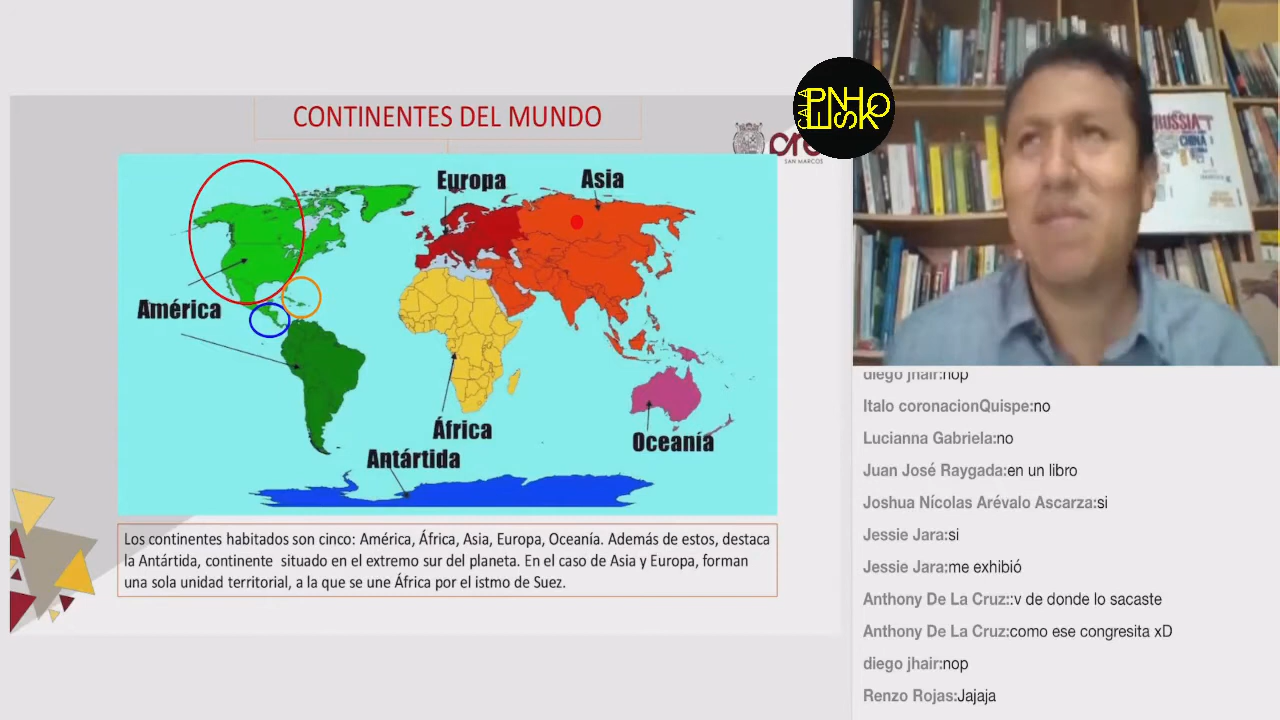 CONTINENTES DEL MUNDO
SAN MARCOS
Europa
Asia
América
África
Oceanía
Antártida
Los continentes habitados son cinco: América, África, Asia, Europa, Oceanía. Además de estos, destaca
la Antártida, continente situado en el extremo sur del planeta. En el caso de Asia y Europa, forman
una sola unidad territorial, a la que se une África por el istmo de Suez.
RUSSIA
CHINA
diego jhair:nop
Italo coronacionQuispe:no
Lucianna Gabriela:no
Juan José Raygada:en un libro
Joshua Nícolas Arévalo Ascarza:si
Jessie Jara:si
Jessie Jara:me exhibió
Anthony De La Cruz::v de donde lo sacaste
Anthony De La Cruz:como ese congresita xD
diego jhair:nop
Renzo Rojas:Jajaja